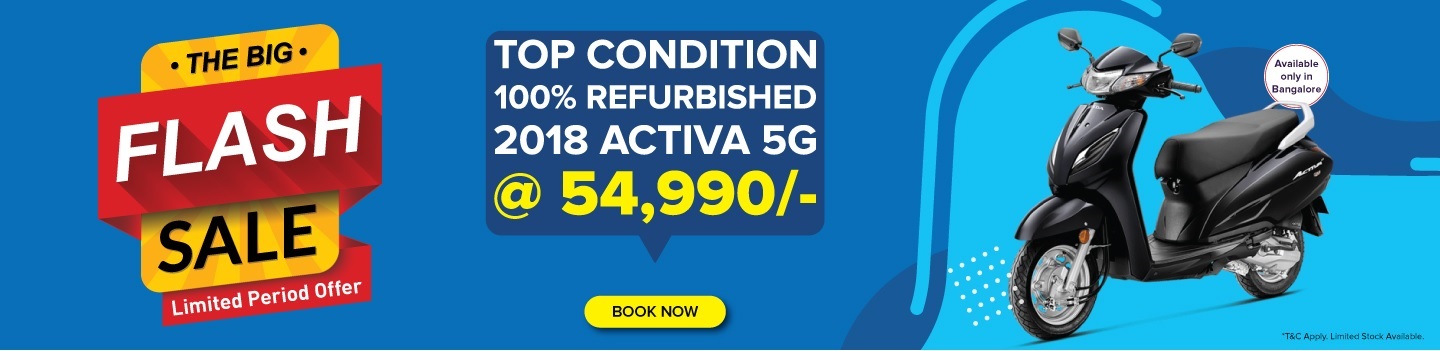 • THE BIG •
FLASH
SALE
Limited Period Offer
TOP CONDITION
100% REFURBISHED
2018 ACTIVA 5G
@ 54,990/-
BOOK NOW
Available
only in
Bangalore
ACTIVA
*T&C Apply. Limited Stock Available.